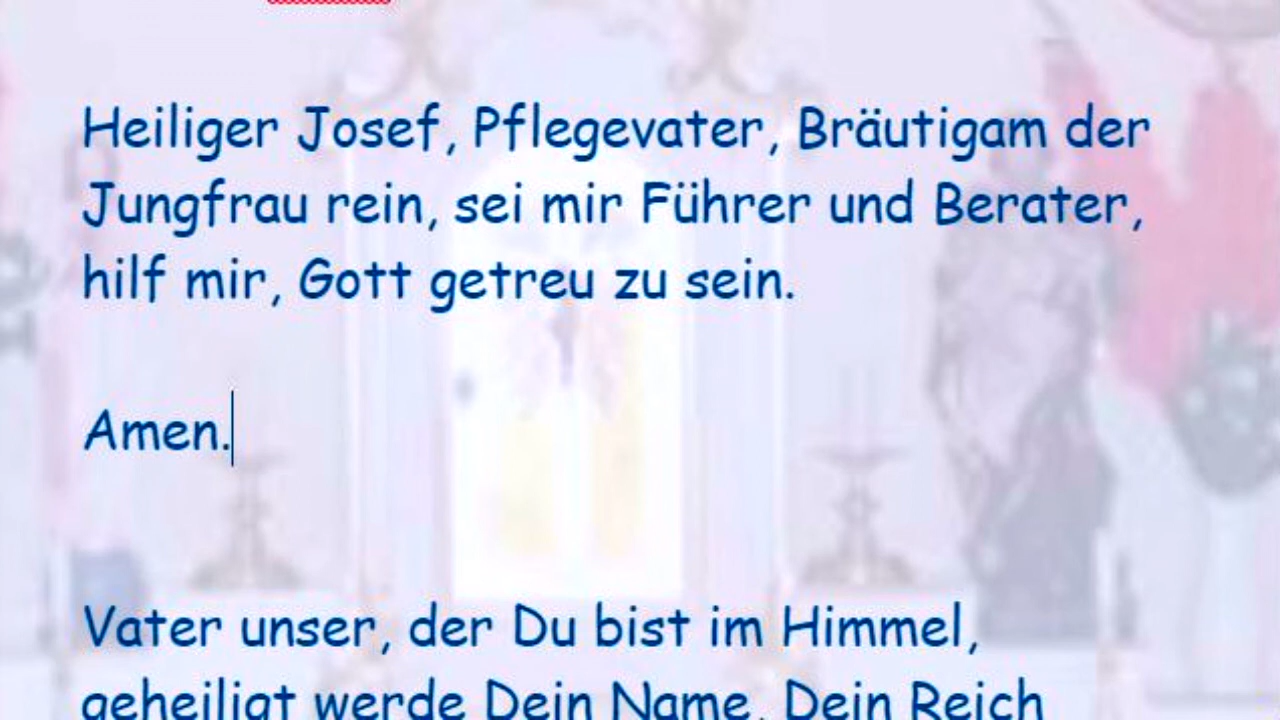 Heiliger Josef, Pflegevater, Bräutigam der
Jungfrau rein, sei mir Führer und Berater,
hilf mir, Gott getreu zu sein.
Amen.
Vater unser, der Du bist im Himmel,
geheiligt werde Dein Name, Dein Reich